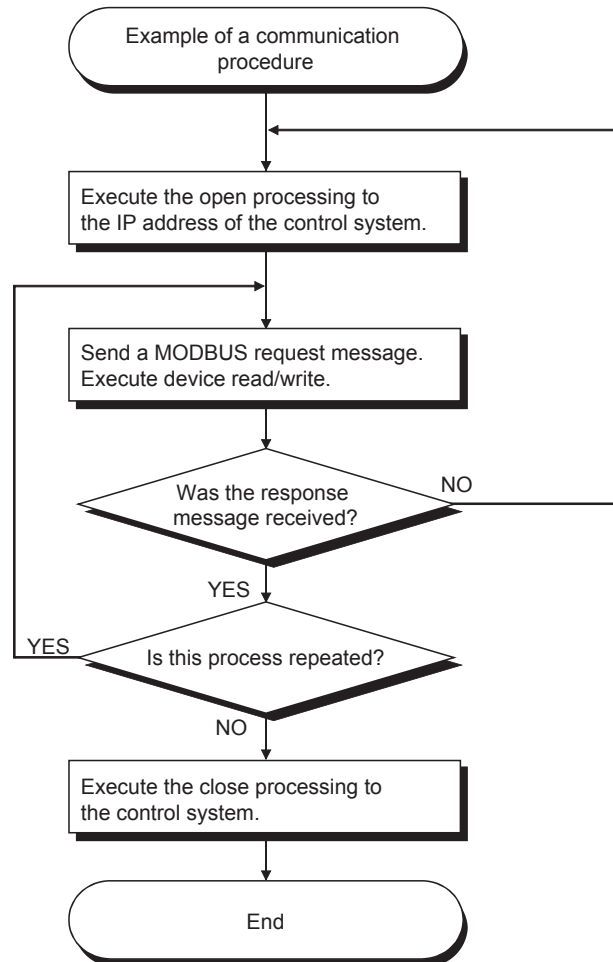 Example of a communication
procedure
Execute the open processing to
the IP address of the control system.
Send a MODBUS request message.
Execute device read/write.
Was the response
message received?
NO
YES
Is this process repeated?
YES
NO
Execute the close processing to
the control system.
End